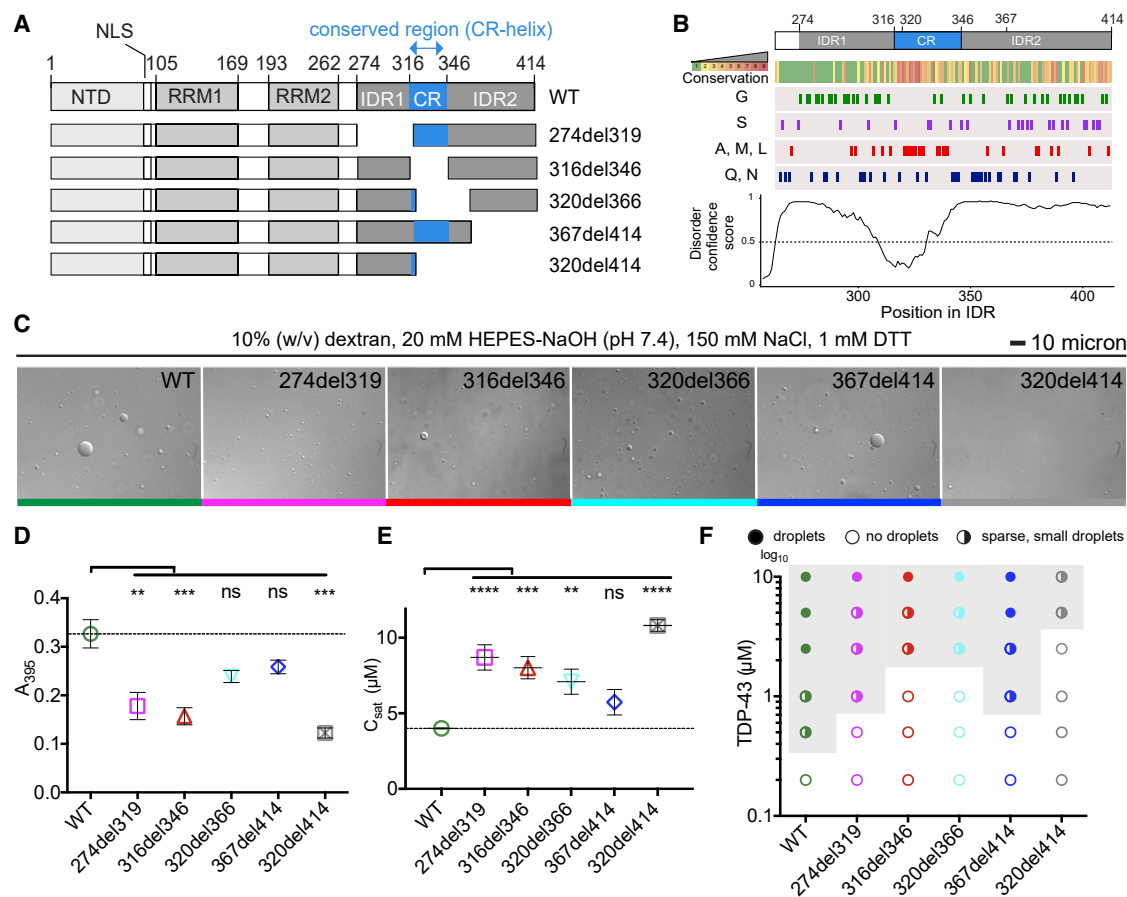 A
conserved region (CR-helix)
NLS
1 105 169 193 262 274 316 346 414
NTD RRM1 RRM2 IDR1 CR IDR2 WT
274del319
316del346
320del366
367del414
320del414
B
274 316 320 346 367 414
IDR1 CR IDR2
1 2 3 4 5 6 7 8 9
Conservation
G
S
A, M, L
Q, N
Disorder confidence score
1
0.5
0
300 350 400
Position in IDR
C
10% (w/v) dextran, 20 mM HEPES-NaOH (pH 7.4), 150 mM NaCl, 1 mM DTT
10 micron
WT 274del319 316del346 320del366 367del414 320del414
D
** *** ns ns ***
0.4
0.3
0.2
0.1
0.0
A395
WT 274del319 316del346 320del366 367del414 320del414
E
**** *** ** ns ****
10
5
0
Csat (µM)
WT 274del319 316del346 320del366 367del414 320del414
F
droplets no droplets sparse, small droplets
log10
10
1
0.1
TDP-43 (µM)
WT 274del319 316del346 320del366 367del414 320del414